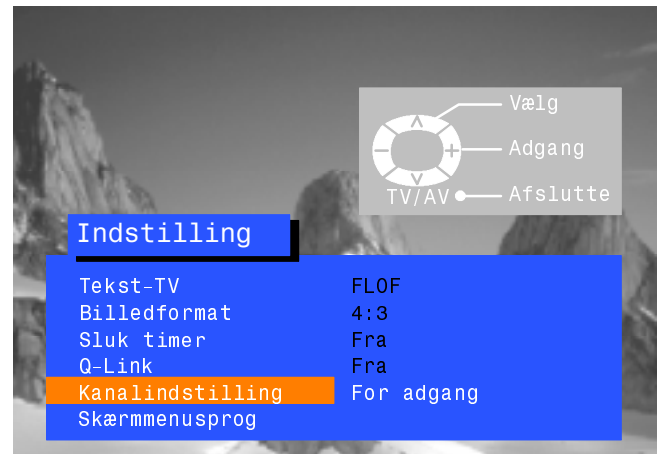 Vælg
Adgang
TV/AV Afslutte
Indstilling
Tekst-TV FLOF
Billedformat 4:3
Sluk timer Fra
Q-Link Fra
Kanalindstilling For adgang
Skærmmenusprog